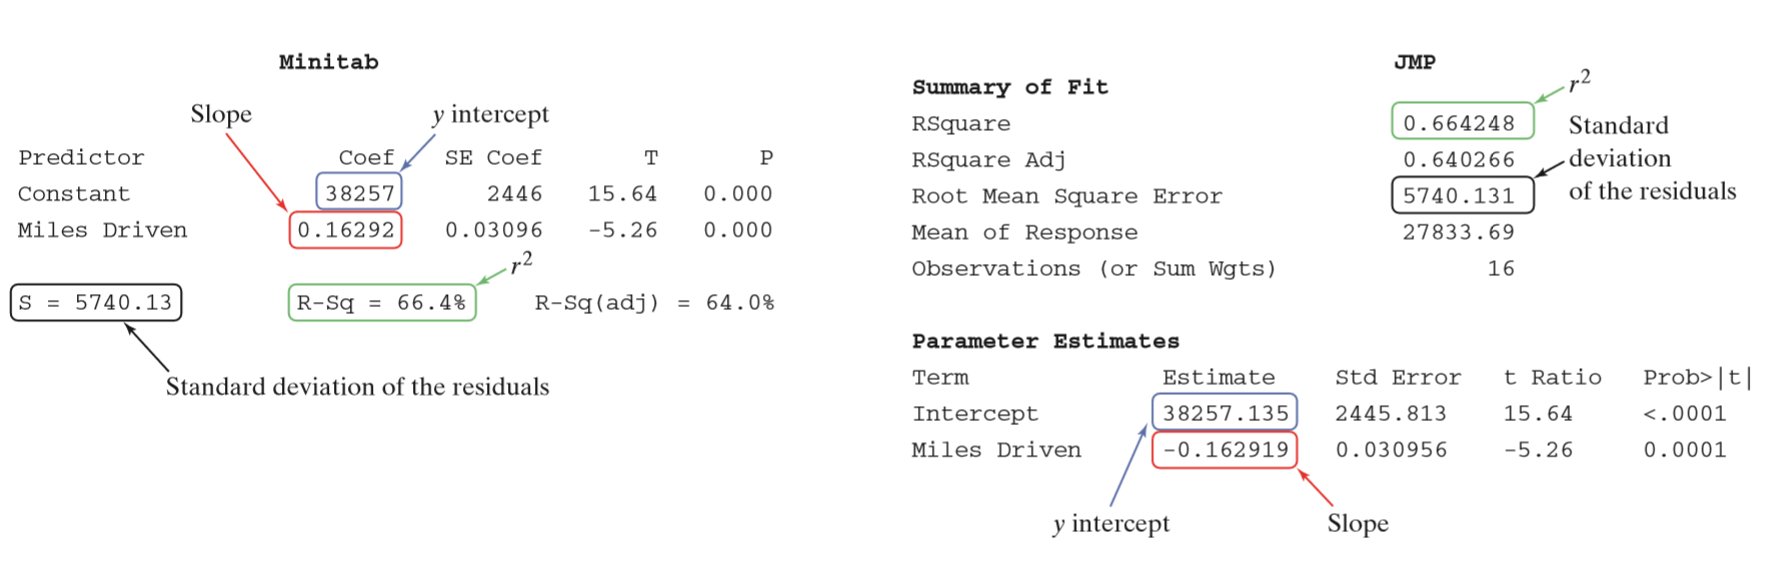 Minitab
Slope
y intercept
Predictor Coef SE Coef T P
Constant 38257 2446 15.64 0.000
Miles Driven 0.16292 0.03096 -5.26 0.000
r²
S = 5740.13 R-Sq = 66.4% R-Sq(adj) = 64.0%
Standard deviation of the residuals
JMP
r²
Summary of Fit
RSquare 0.664248
RSquare Adj 0.640266
Root Mean Square Error 5740.131
Mean of Response 27833.69
Observations (or Sum Wgts) 16
Standard
deviation
of the residuals
Parameter Estimates
Term Estimate Std Error t Ratio Prob>|t|
Intercept 38257.135 2445.813 15.64 <.0001
Miles Driven -0.162919 0.030956 -5.26 0.0001
y intercept
Slope